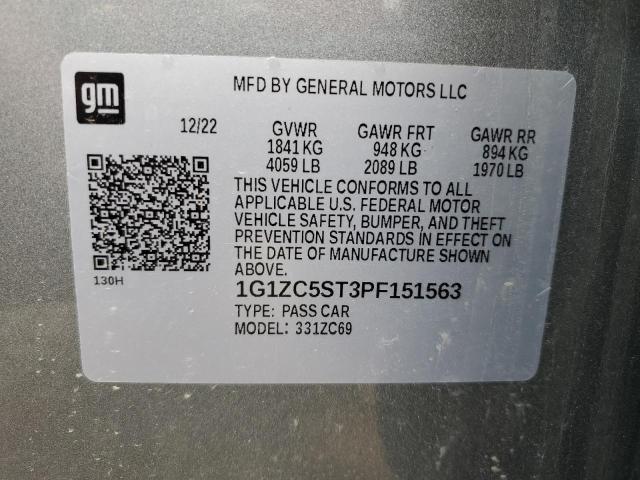 gm
MFD BY GENERAL MOTORS LLC
12/22 GVWR GAWR FRT GAWR RR
1841 KG 948 KG 894 KG
4059 LB 2089 LB 1970 LB
THIS VEHICLE CONFORMS TO ALL
APPLICABLE U.S. FEDERAL MOTOR
VEHICLE SAFETY, BUMPER, AND THEFT
PREVENTION STANDARDS IN EFFECT ON
THE DATE OF MANUFACTURE SHOWN
ABOVE.
130H
1G1ZC5ST3PF151563
TYPE: PASS CAR
MODEL: 331ZC69